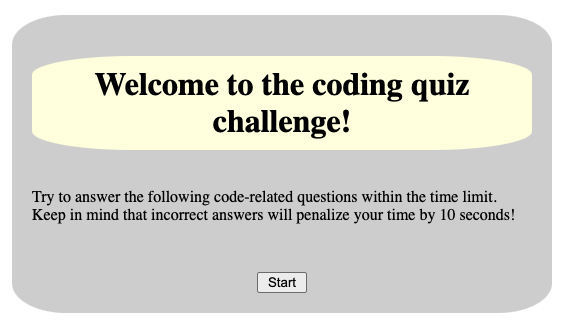 Welcome to the coding quiz
challenge!
Try to answer the following code-related questions within the time limit.
Keep in mind that incorrect answers will penalize your time by 10 seconds!
Start